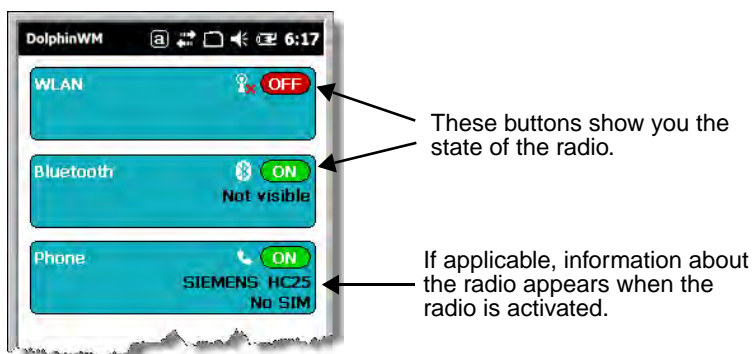 DolphinWM a 6:17
WLAN OFF
Bluetooth ON
Not visible
Phone ON
SIEMENS HC25
No SIM
These buttons show you the
state of the radio.
If applicable, information about
the radio appears when the
radio is activated.